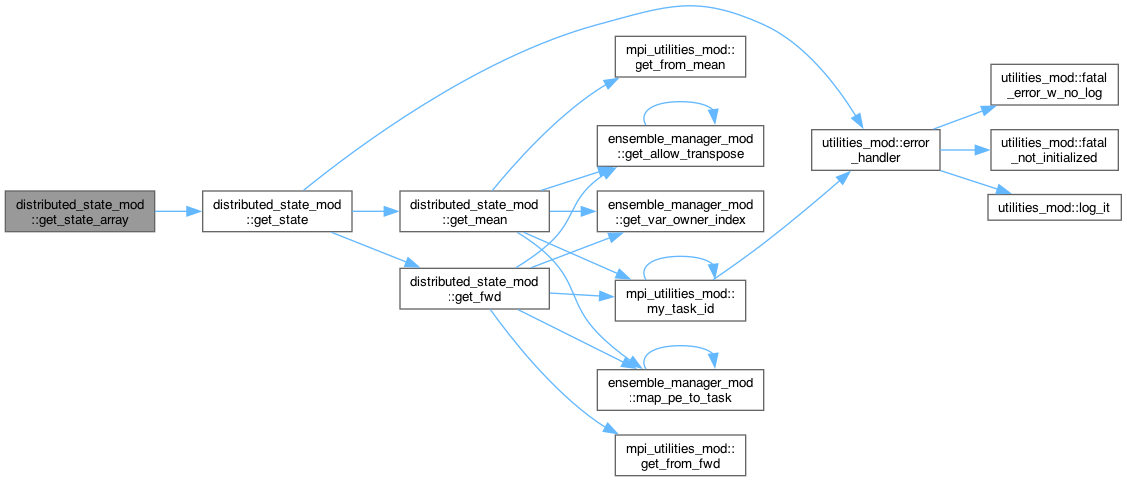 distributed_state_mod
::get_state_array
distributed_state_mod
::get_state
distributed_state_mod
::get_mean
distributed_state_mod
::get_fwd
mpi_utilities_mod::
get_from_mean
ensemble_manager_mod
::get_allow_transpose
ensemble_manager_mod
::get_var_owner_index
mpi_utilities_mod::
my_task_id
ensemble_manager_mod
::map_pe_to_task
mpi_utilities_mod::
get_from_fwd
utilities_mod::error
_handler
utilities_mod::fatal
_error_w_no_log
utilities_mod::fatal
_not_initialized
utilities_mod::log_it